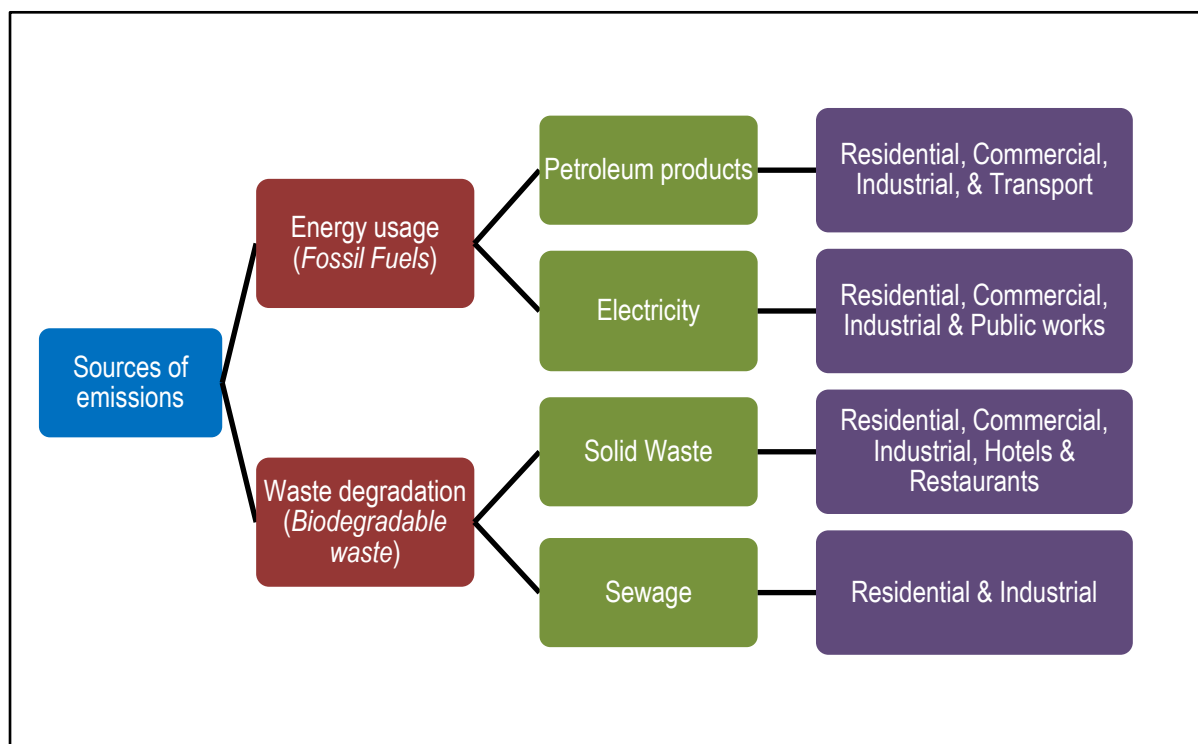 Sources of
emissions
Energy usage
(Fossil Fuels)
Waste degradation
(Biodegradable
waste)
Petroleum products
Electricity
Solid Waste
Sewage
Residential, Commercial,
Industrial, & Transport
Residential, Commercial,
Industrial & Public works
Residential, Commercial,
Industrial, Hotels &
Restaurants
Residential & Industrial